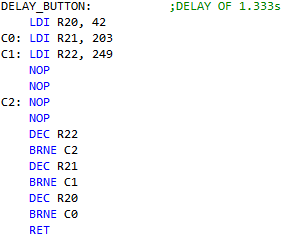 DELAY_BUTTON: ;DELAY OF 1.333s
LDI R20, 42
C0: LDI R21, 203
C1: LDI R22, 249
NOP
NOP
C2: NOP
NOP
DEC R22
BRNE C2
DEC R21
BRNE C1
DEC R20
BRNE C0
RET